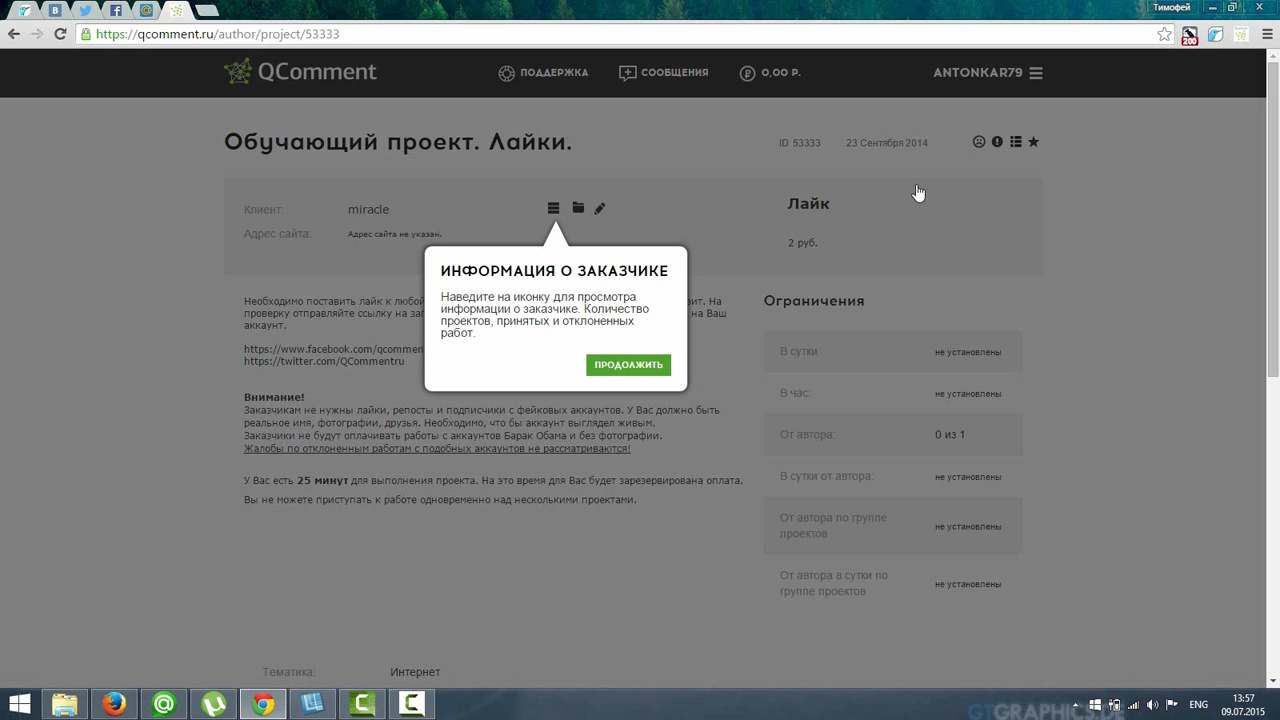 Тимофей
https://qcomment.ru/author/project/53333
200
QComment
ПОДДЕРЖКА
СООБЩЕНИЯ
0,00 Р.
ANTONKAR79
Обучающий проект. Лайки.
ID 53333
23 Сентября 2014
Клиент:
miracle
Адрес сайта:
Адрес сайта не указан.
Лайк
2 руб.
ИНФОРМАЦИЯ О ЗАКАЗЧИКЕ
Наведите на иконку для просмотра
информации о заказчике. Количество
проектов, принятых и отклоненных
работ.
ПРОДОЛЖИТЬ
Необходимо поставить лайк к любой
вит. На
проверку отправляйте ссылку на
на Ваш
аккаунт.
https://www.facebook.com/qcommen
https://twitter.com/QCommentru
Внимание!
Заказчикам не нужны лайки, репосты и подписчики с фейковых аккаунтов. У Вас должно быть
реальное имя, фотографии, друзья. Необходимо, что бы аккаунт выглядел живым.
Заказчики не будут оплачивать работы с аккаунтов Барак Обама и без фотографии.
Жалобы по отклоненным работам с подобных аккаунтов не рассматриваются!
У Вас есть 25 минут для выполнения проекта. На это время для Вас будет зарезервирована оплата.
Вы не можете приступать к работе одновременно над несколькими проектами.
Ограничения
В сутки:
не установлены
В час:
не установлены
От автора:
0 из 1
В сутки от автора:
не установлены
От автора по группе
проектов
не установлены
От автора в сутки по
группе проектов
не установлены
Тематика:
Интернет
GTGRAPHICS.DE
ENG
13:57
09.07.2015